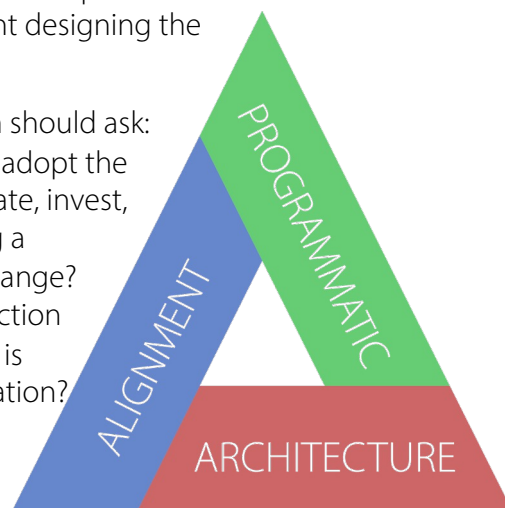 nt designing the
should ask:
adopt the
ate, invest,
a
ange?
ction
is
ation?
PROGRAMMATIC
ALIGNMENT
ARCHITECTURE